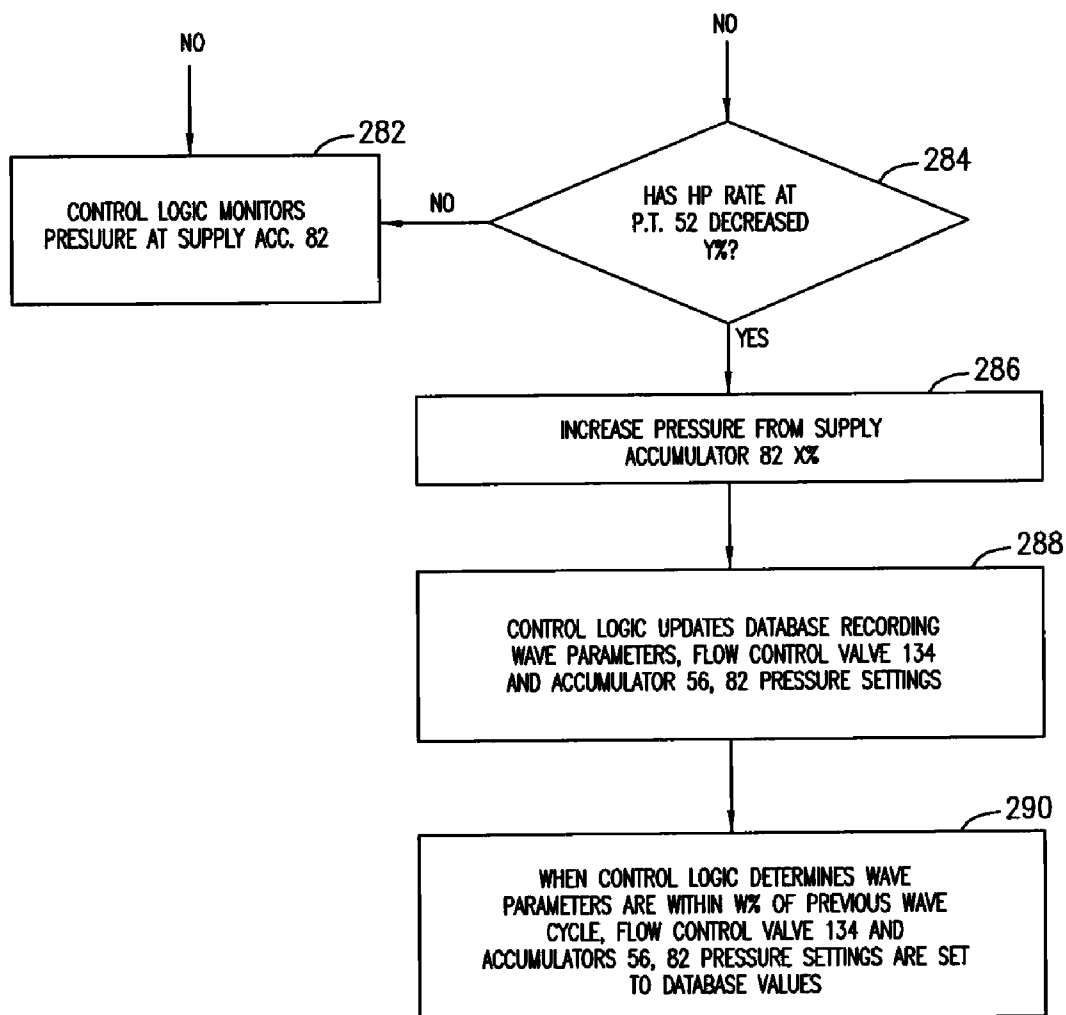 NO
NO
282
CONTROL LOGIC MONITORS
PRESUURE AT SUPPLY ACC. 82
NO
284
HAS HP RATE AT
P.T. 52 DECREASED
Y%?
YES
286
INCREASE PRESSURE FROM SUPPLY
ACCUMULATOR 82 X%
288
CONTROL LOGIC UPDATES DATABASE RECORDING
WAVE PARAMETERS, FLOW CONTROL VALVE 134
AND ACCUMULATOR 56, 82 PRESSURE SETTINGS
290
WHEN CONTROL LOGIC DETERMINES WAVE
PARAMETERS ARE WITHIN W% OF PREVIOUS WAVE
CYCLE, FLOW CONTROL VALVE 134 AND
ACCUMULATORS 56, 82 PRESSURE SETTINGS ARE SET
TO DATABASE VALUES